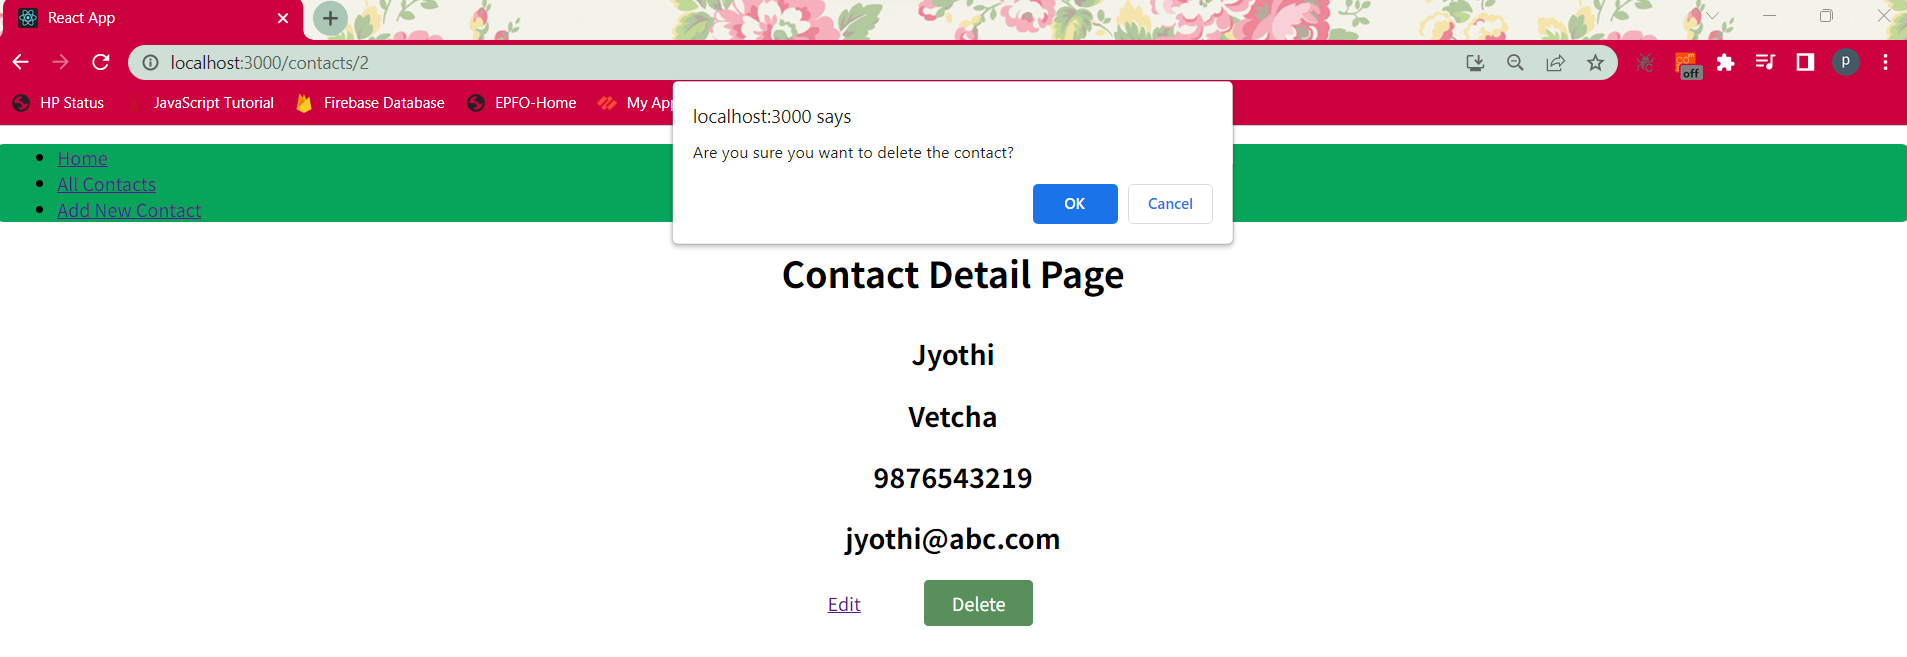 React App
localhost:3000/contacts/2
off
p
HP Status
JavaScript Tutorial
Firebase Database
EPFO-Home
My App
localhost:3000 says
Are you sure you want to delete the contact?
OK
Cancel
Home
All Contacts
Add New Contact
Contact Detail Page
Jyothi
Vetcha
9876543219
jyothi@abc.com
Edit
Delete